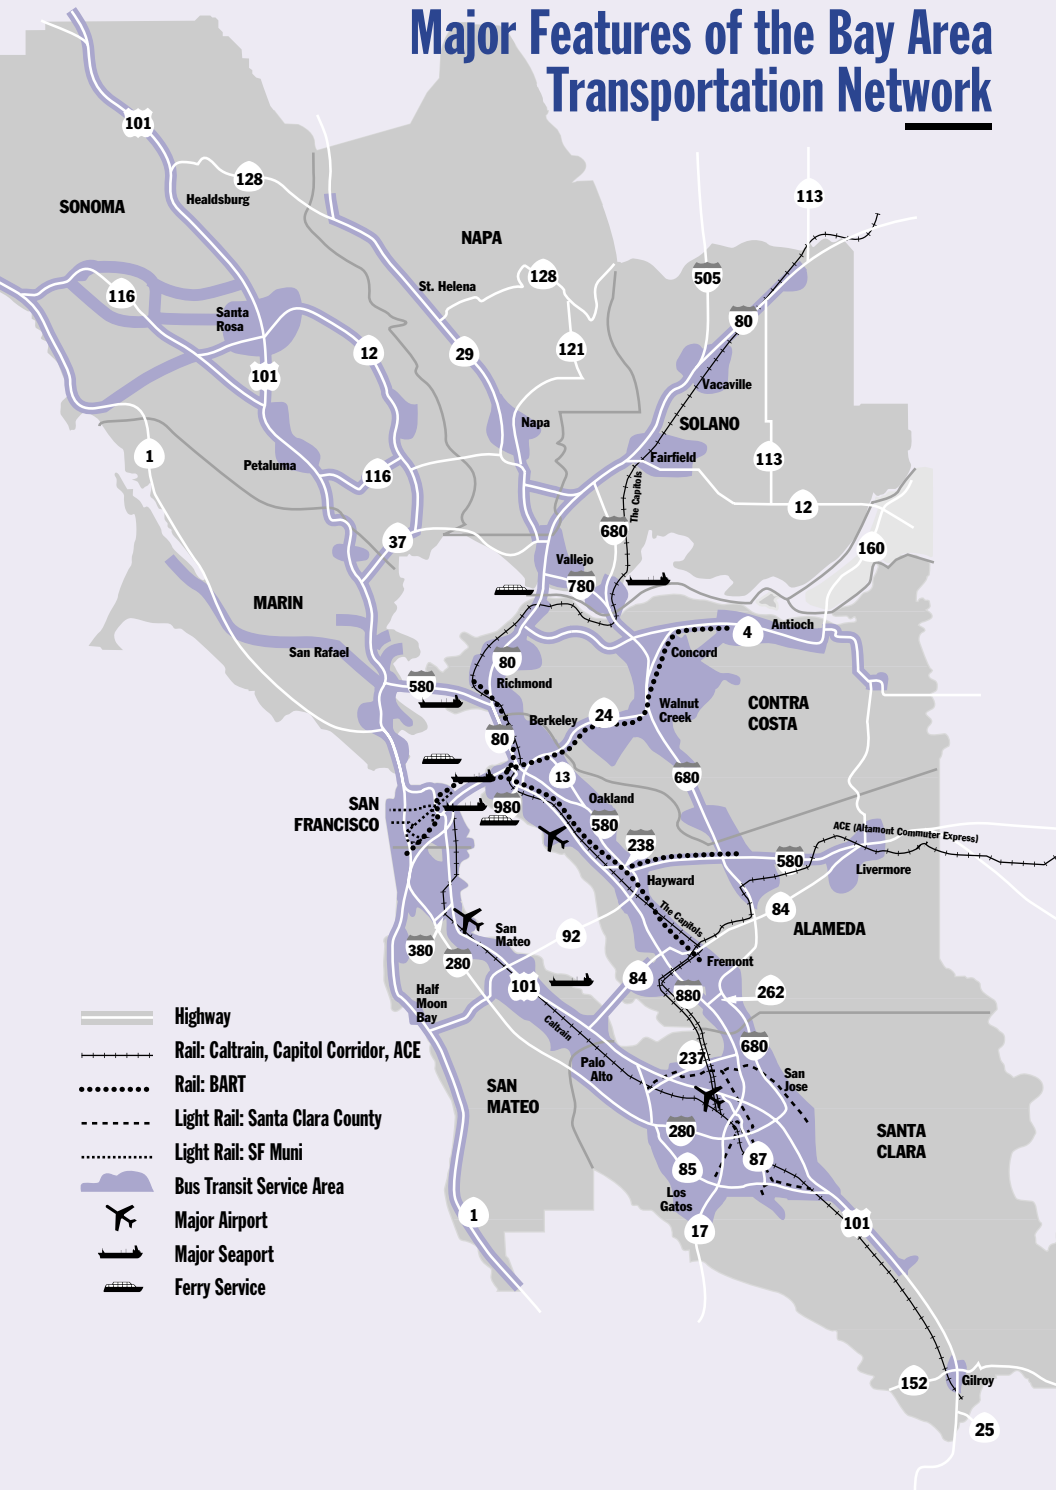 Major Features of the Bay Area
Transportation Network
101
128
113
SONOMA
Healdsburg
NAPA
128
505
St. Helena
116
80
Santa
Rosa
12
29
121
101
Vacaville
Napa
SOLANO
1
Petaluma
116
Fairfield
113
The Capitols
12
680
37
160
Vallejo
780
MARIN
4
Antioch
San Rafael
80
Concord
580
Richmond
Walnut
Creek
CONTRA
COSTA
24
Berkeley
80
13
680
SAN
FRANCISCO
980
Oakland
580
238
ACE (Altamont Commuter Express)
580
Livermore
Hayward
84
The Capitols
ALAMEDA
San
Mateo
92
380
280
Fremont
84
101
880
262
Half
Moon
Bay
Caltrain
680
237
Palo
Alto
San
Jose
SAN
MATEO
280
SANTA
CLARA
87
85
Los
Gatos
1
17
101
152
Gilroy
25
Highway
Rail: Caltrain, Capitol Corridor, ACE
Rail: BART
Light Rail: Santa Clara County
Light Rail: SF Muni
Bus Transit Service Area
Major Airport
Major Seaport
Ferry Service